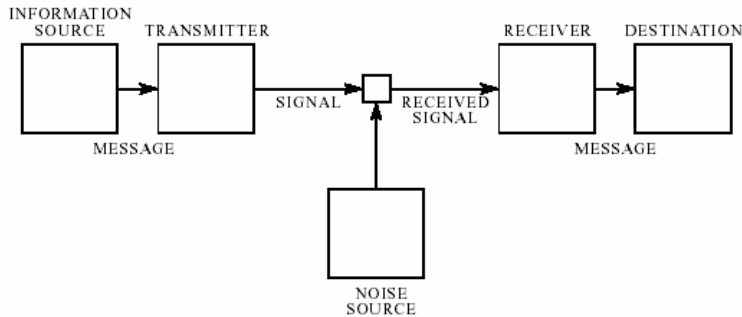 INFORMATION
SOURCE
TRANSMITTER
RECEIVER
DESTINATION
SIGNAL
RECEIVED
SIGNAL
MESSAGE
MESSAGE
NOISE
SOURCE